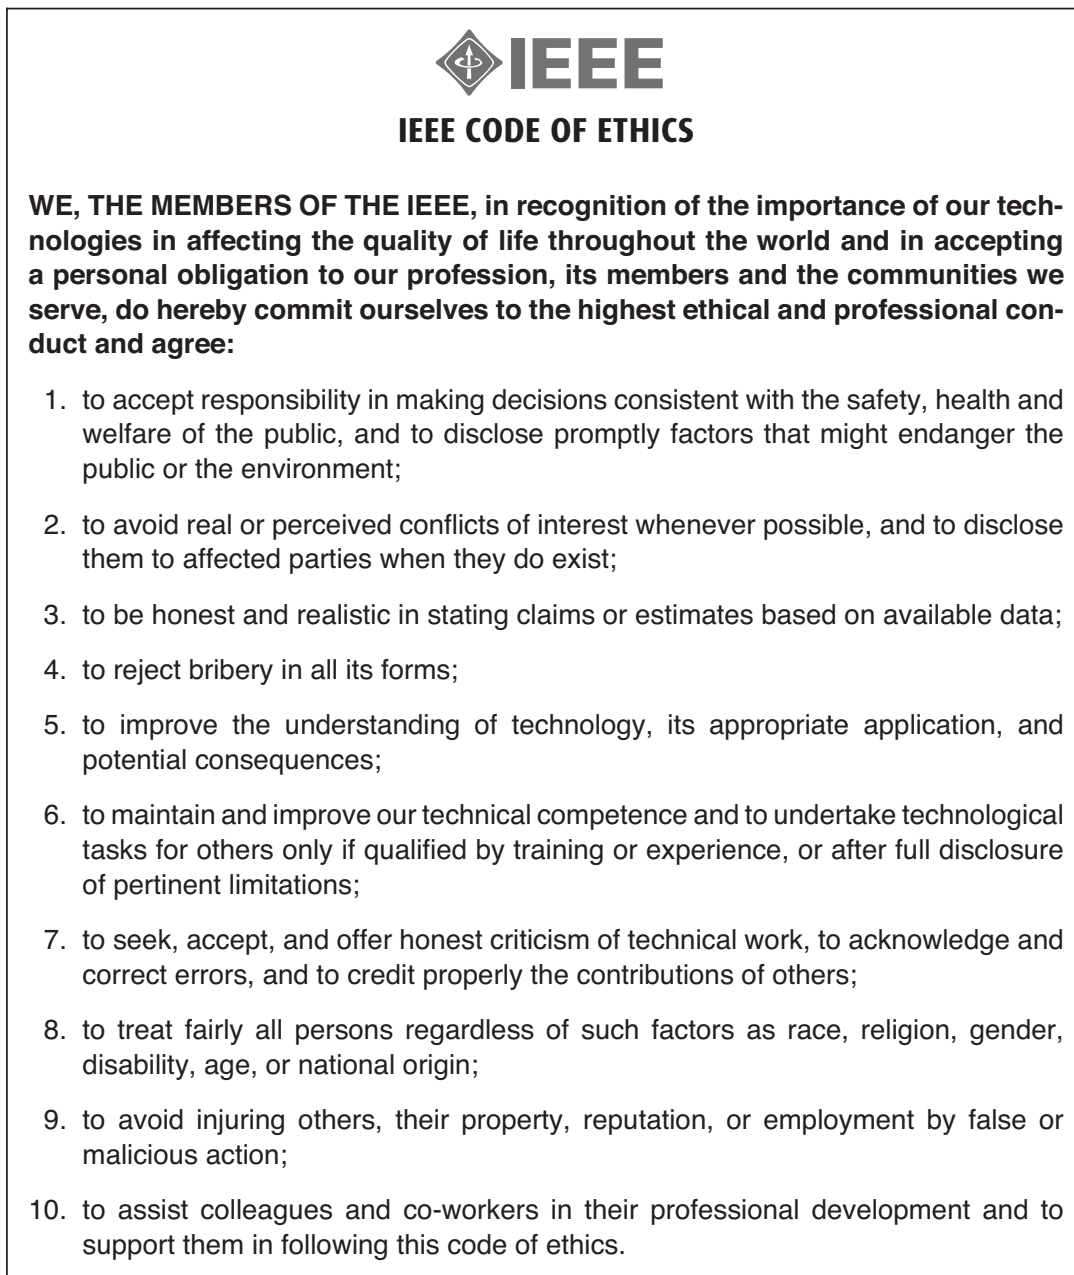 IEEE
IEEE CODE OF ETHICS
WE, THE MEMBERS OF THE IEEE, in recognition of the importance of our tech-
nologies in affecting the quality of life throughout the world and in accepting
a personal obligation to our profession, its members and the communities we
serve, do hereby commit ourselves to the highest ethical and professional con-
duct and agree:
1. to accept responsibility in making decisions consistent with the safety, health and
welfare of the public, and to disclose promptly factors that might endanger the
public or the environment;
2. to avoid real or perceived conflicts of interest whenever possible, and to disclose
them to affected parties when they do exist;
3. to be honest and realistic in stating claims or estimates based on available data;
4. to reject bribery in all its forms;
5. to improve the understanding of technology, its appropriate application, and
potential consequences;
6. to maintain and improve our technical competence and to undertake technological
tasks for others only if qualified by training or experience, or after full disclosure
of pertinent limitations;
7. to seek, accept, and offer honest criticism of technical work, to acknowledge and
correct errors, and to credit properly the contributions of others;
8. to treat fairly all persons regardless of such factors as race, religion, gender,
disability, age, or national origin;
9. to avoid injuring others, their property, reputation, or employment by false or
malicious action;
10. to assist colleagues and co-workers in their professional development and to
support them in following this code of ethics.